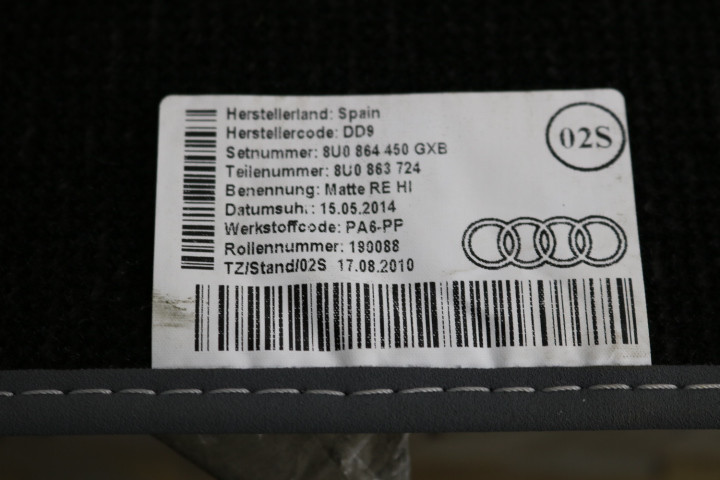 Herstellerland: Spain
Herstellercode: DD9
Setnummer: 8U0 864 450 GXB
Teilenummer: 8U0 863 724
Benennung: Matte RE HI
Datumsuh.: 15.05.2014
Werkstoffcode: PA6-PP
Rollennummer: 190088
TZ/Stand/02S 17.08.2010
02S